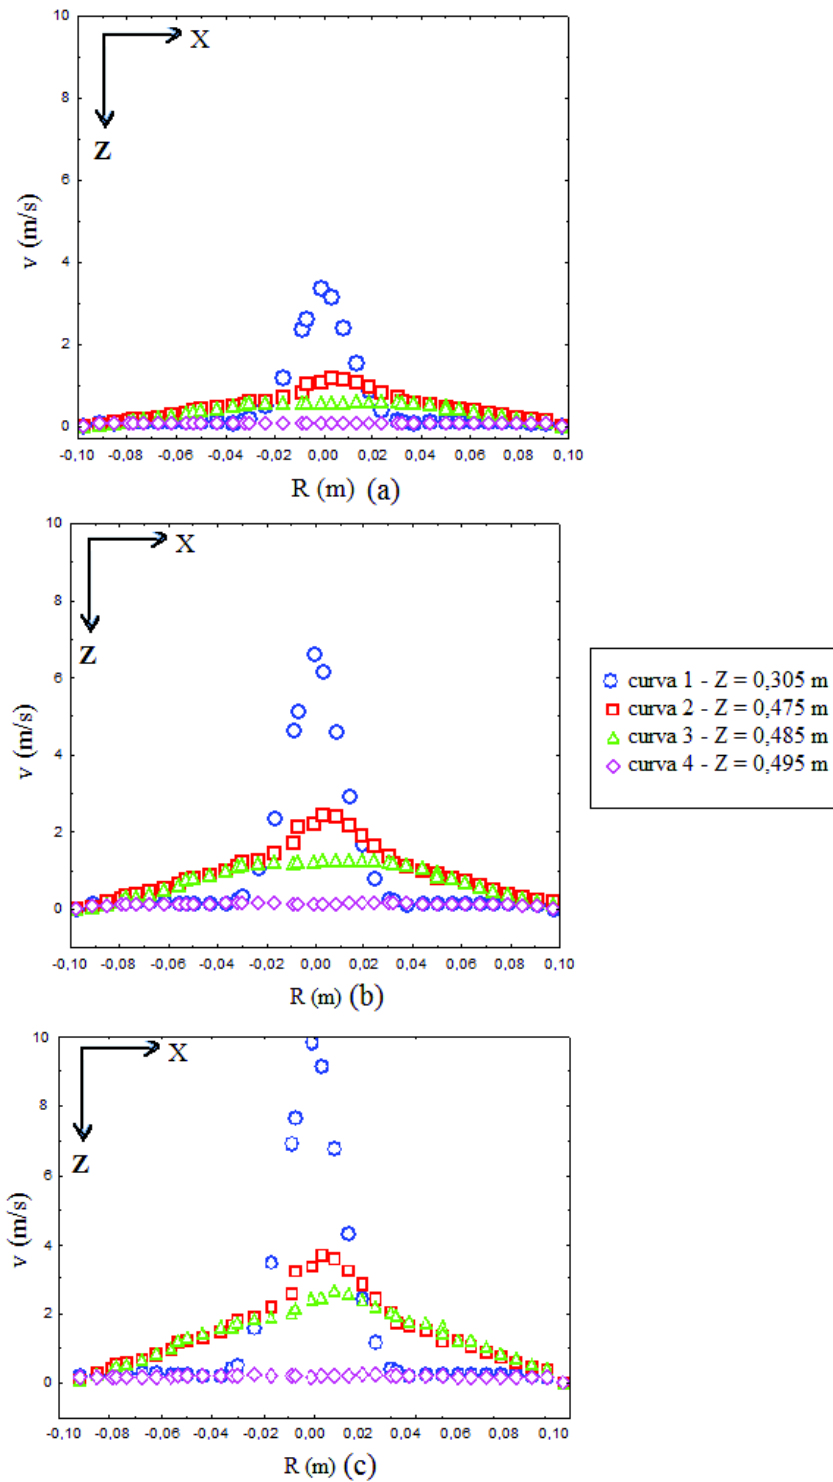 10
X
8
Z
6
v (m/s)
4
2
0
-0,10 -0,08 -0,06 -0,04 -0,02 0,00 0,02 0,04 0,06 0,08 0,10
R (m) (a)
10
X
8
Z
6
v (m/s)
4
2
0
-0,10 -0,08 -0,06 -0,04 -0,02 0,00 0,02 0,04 0,06 0,08 0,10
R (m) (b)
curva 1 - Z = 0,305 m
curva 2 - Z = 0,475 m
curva 3 - Z = 0,485 m
curva 4 - Z = 0,495 m
10
X
8
Z
6
v (m/s)
4
2
0
-0,10 -0,08 -0,06 -0,04 -0,02 0,00 0,02 0,04 0,06 0,08 0,10
R (m) (c)